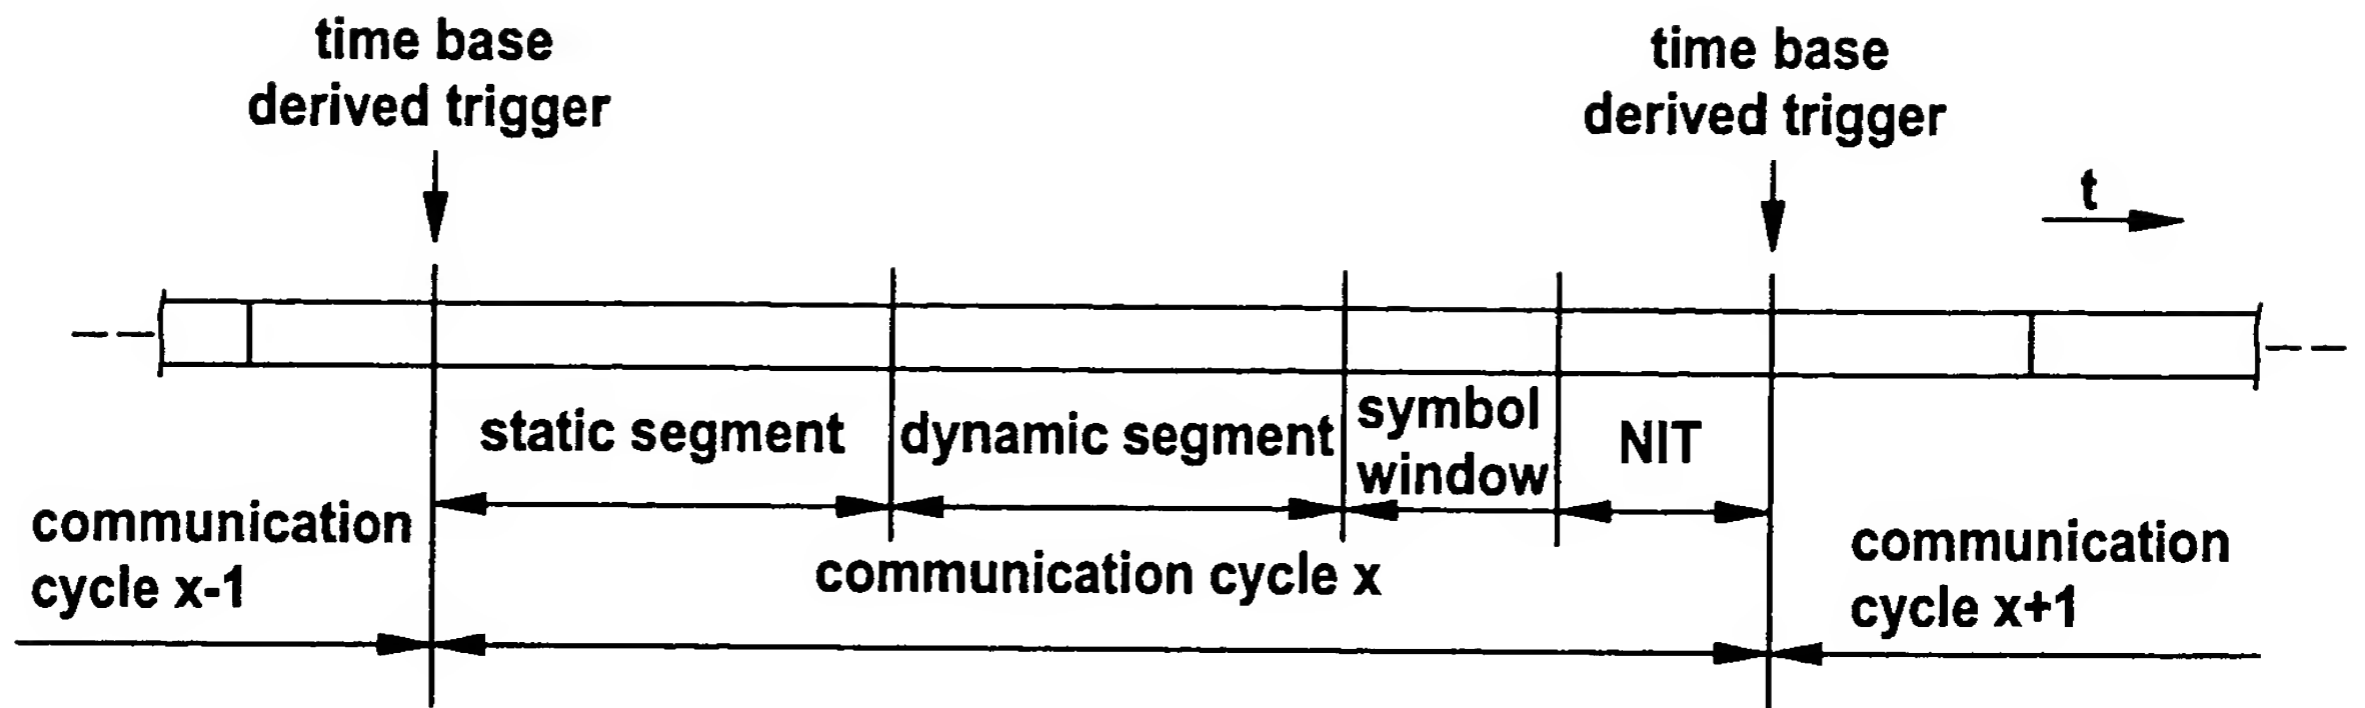 time base
derived trigger
time base
derived trigger
t
static segment
dynamic segment
symbol
window
NIT
communication
cycle x-1
communication cycle x
communication
cycle x+1